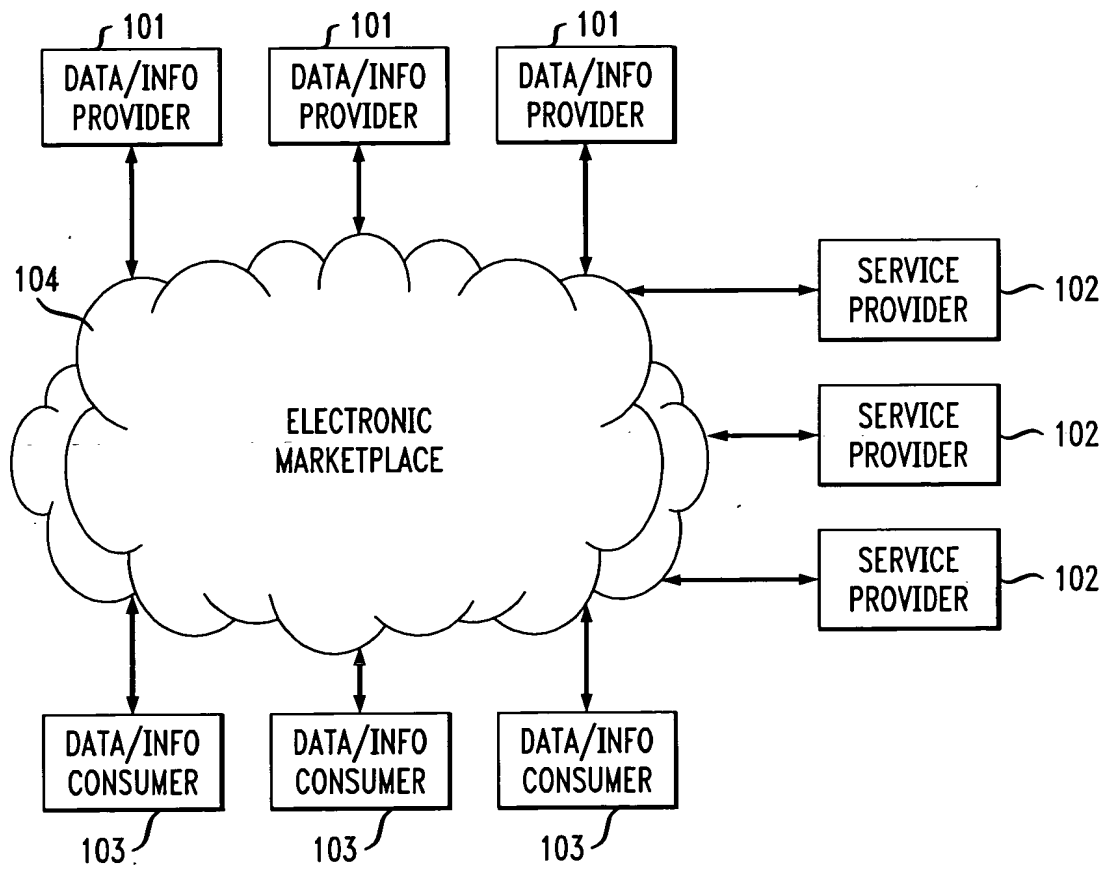 101
101
101
DATA/INFO
PROVIDER
DATA/INFO
PROVIDER
DATA/INFO
PROVIDER
104
SERVICE
PROVIDER
102
ELECTRONIC
MARKETPLACE
SERVICE
PROVIDER
102
SERVICE
PROVIDER
102
DATA/INFO
CONSUMER
DATA/INFO
CONSUMER
DATA/INFO
CONSUMER
103
103
103